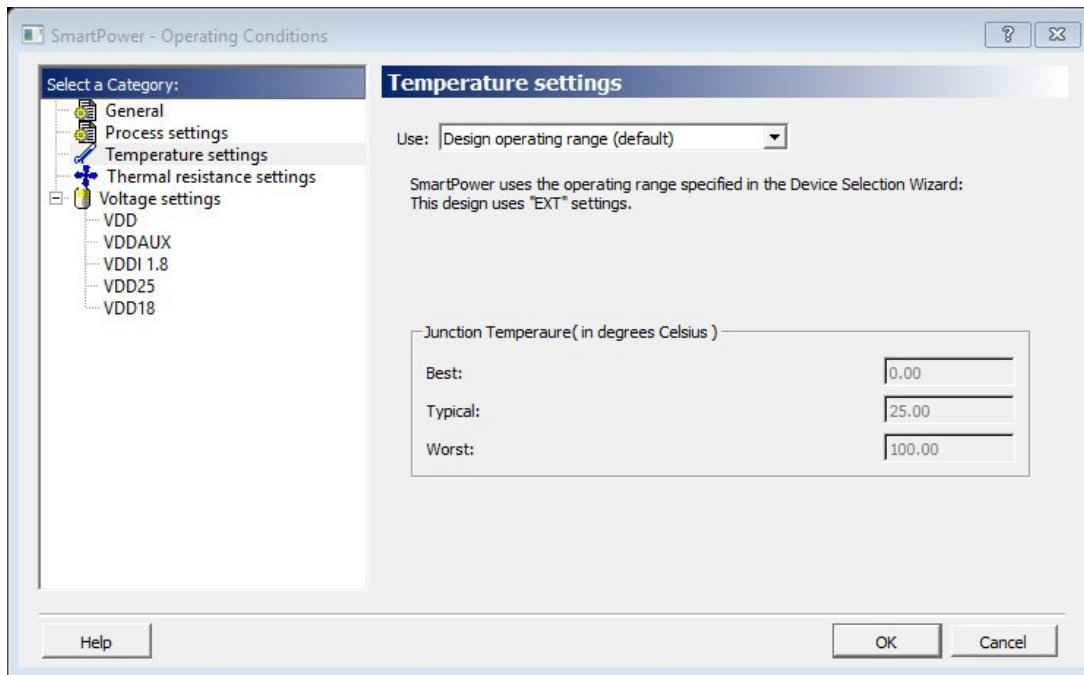 SmartPower - Operating Conditions
Select a Category:
General
Process settings
Temperature settings
Thermal resistance settings
Voltage settings
VDD
VDDAUX
VDDI 1.8
VDD25
VDD18
Temperature settings
Use: Design operating range (default)
SmartPower uses the operating range specified in the Device Selection Wizard:
This design uses "EXT" settings.
Junction Temperaure( in degrees Celsius )
Best: 0.00
Typical: 25.00
Worst: 100.00
Help OK Cancel